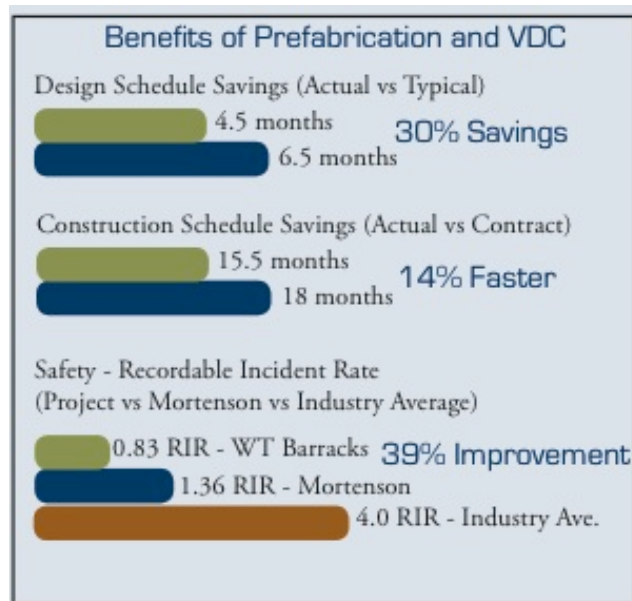 Benefits of Prefabrication and VDC
Design Schedule Savings (Actual vs Typical)
4.5 months
30% Savings
6.5 months
Construction Schedule Savings (Actual vs Contract)
15.5 months
14% Faster
18 months
Safety - Recordable Incident Rate
(Project vs Mortenson vs Industry Average)
0.83 RIR - WT Barracks
39% Improvement
1.36 RIR - Mortenson
4.0 RIR - Industry Ave.